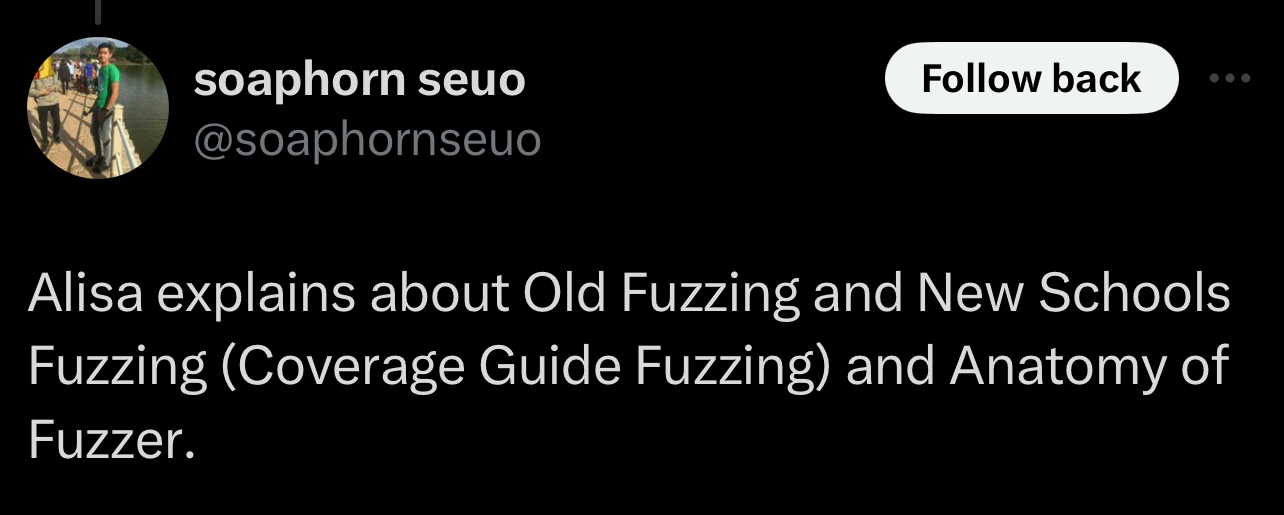 soaphorn seuo
Follow back
@soaphornseuo
Alisa explains about Old Fuzzing and New Schools
Fuzzing (Coverage Guide Fuzzing) and Anatomy of
Fuzzer.